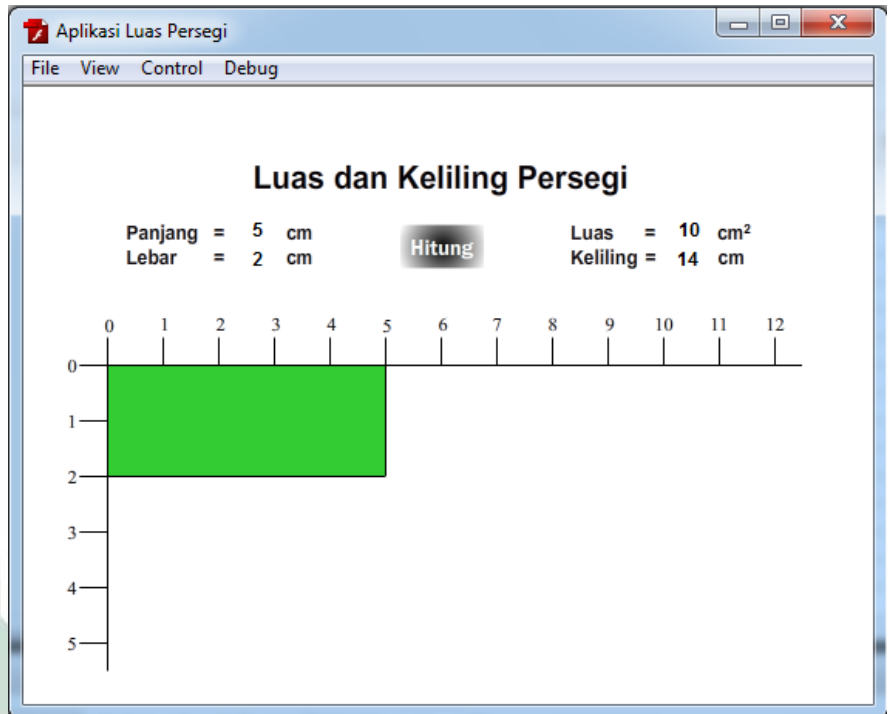 Aplikasi Luas Persegi
File View Control Debug
Luas dan Keliling Persegi
Panjang = 5 cm
Lebar = 2 cm
Hitung
Luas = 10 cm²
Keliling = 14 cm
0 1 2 3 4 5 6 7 8 9 10 11 12
0
1
2
3
4
5